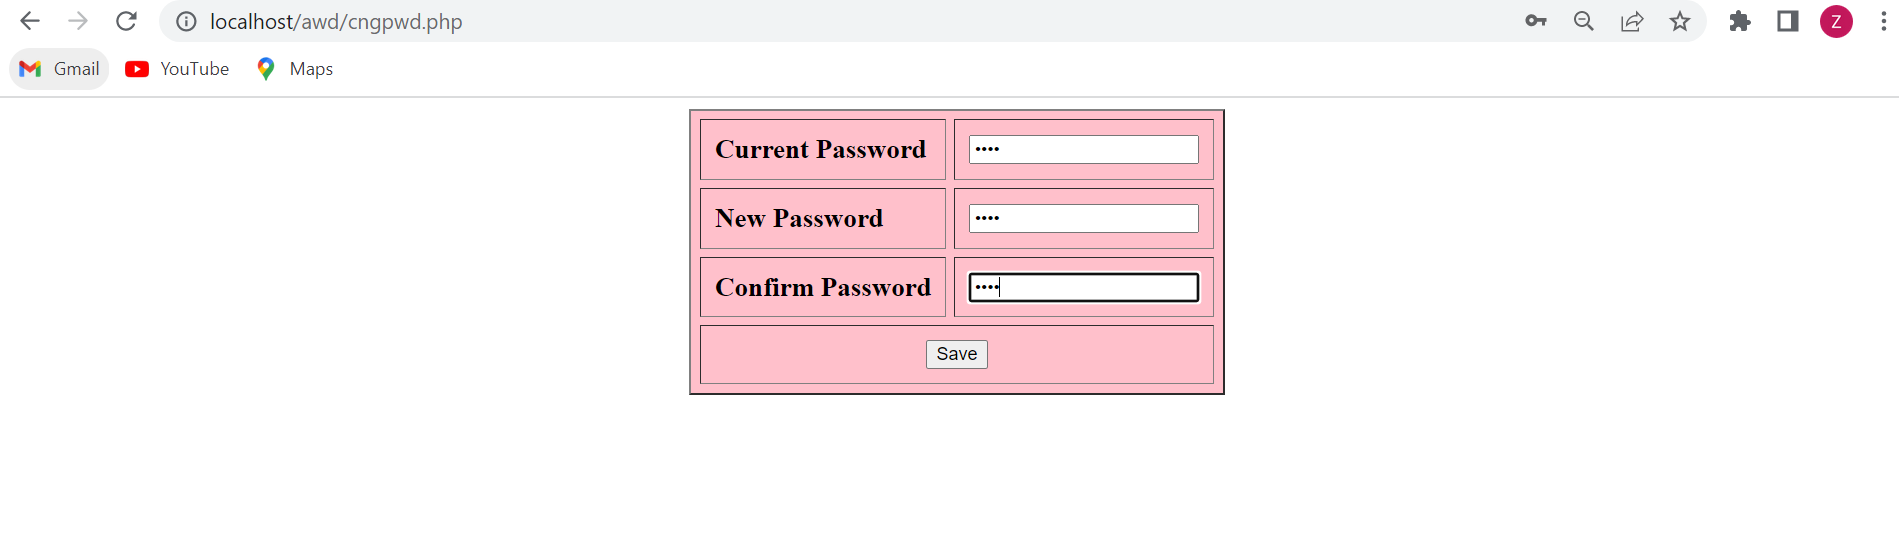 localhost/awd/cngpwd.php
Z
Gmail YouTube Maps
Current Password ••••
New Password ••••
Confirm Password ••••
Save